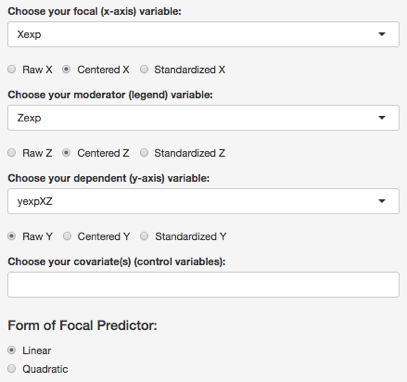 Choose your focal (x-axis) variable:
Xexp
Raw X Centered X Standardized X
Choose your moderator (legend) variable:
Zexp
Raw Z Centered Z Standardized Z
Choose your dependent (y-axis) variable:
yexpXZ
Raw Y Centered Y Standardized Y
Choose your covariate(s) (control variables):
Form of Focal Predictor:
Linear
Quadratic